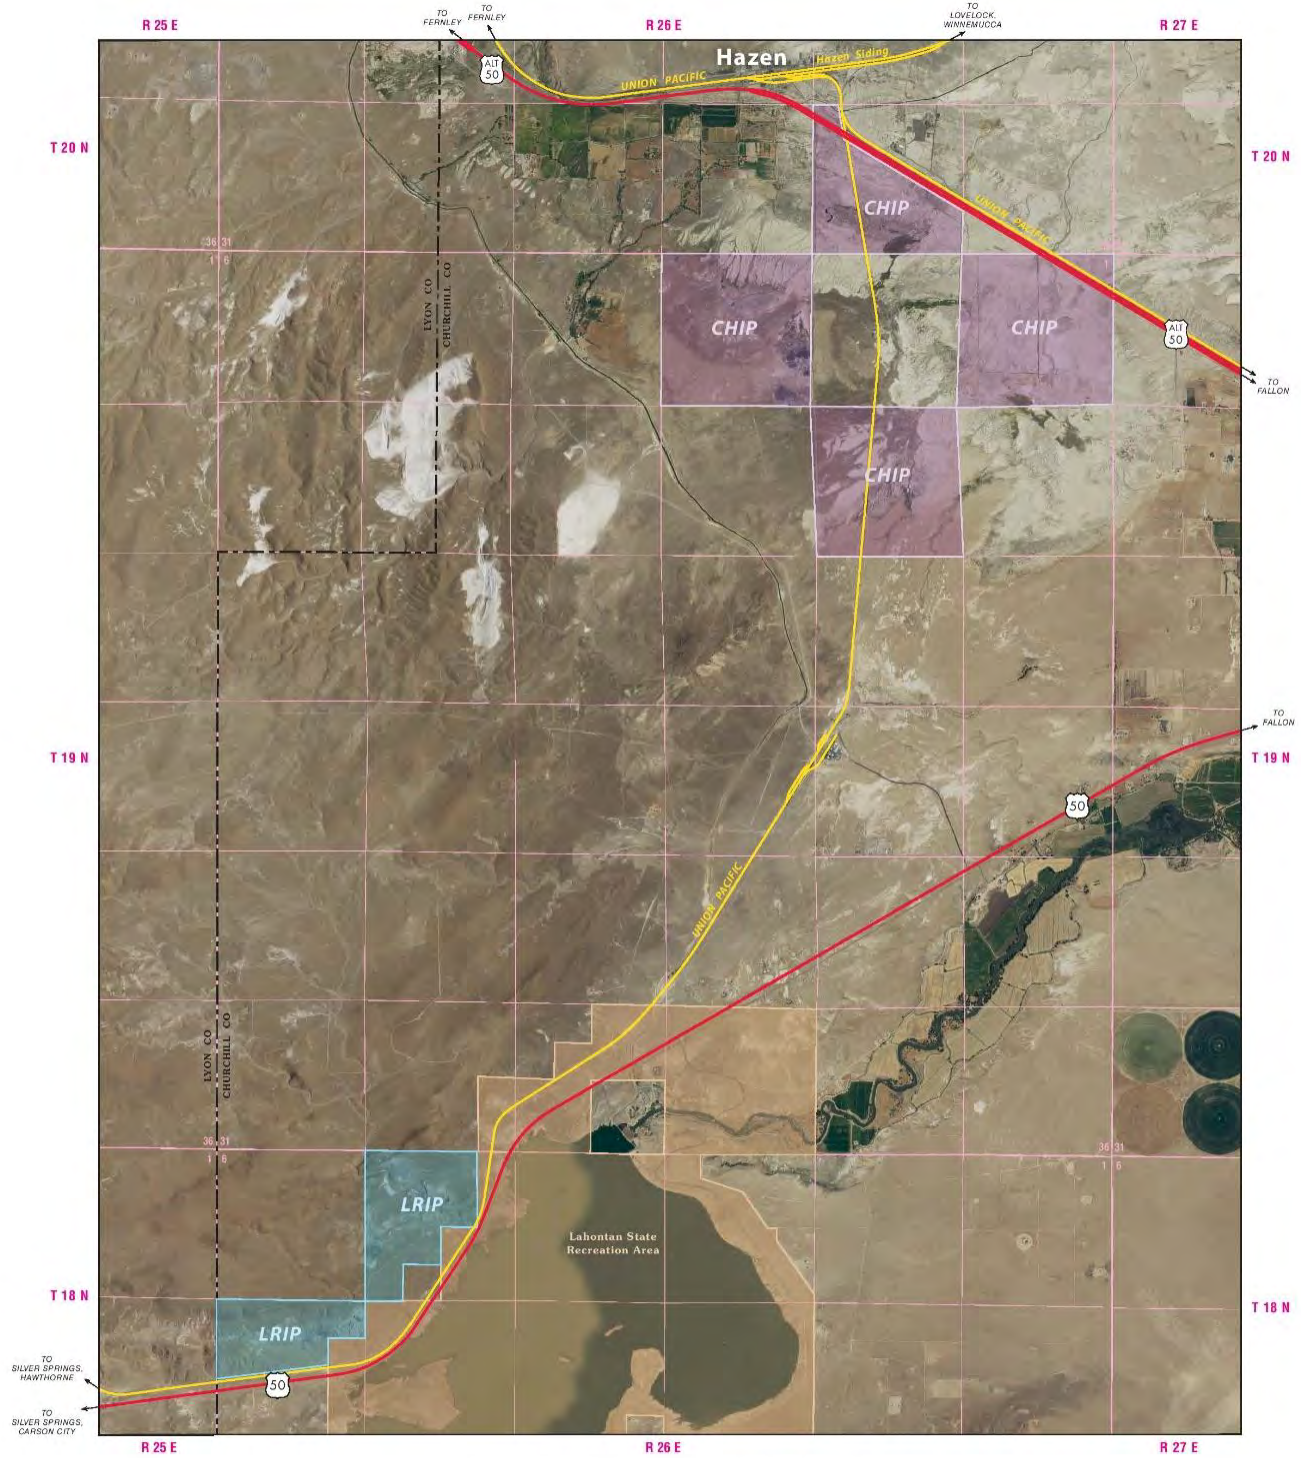 TO
FERNLEY
TO
FERNLEY
TO
LOVELOCK,
WINNEMUCCA
R 25 E
R 26 E
R 27 E
Hazen
Hazen Siding
ALT
50
UNION PACIFIC
T 20 N
T 20 N
CHIP
UNION PACIFIC
36 31
1 6
LYON CO
CHURCHILL CO
CHIP
CHIP
ALT
50
TO
FALLON
CHIP
TO
FALLON
T 19 N
T 19 N
50
UNION PACIFIC
LYON CO
CHURCHILL CO
36 31
1 6
36 31
1 6
LRIP
Lahontan State
Recreation Area
T 18 N
T 18 N
LRIP
TO
SILVER SPRINGS,
HAWTHORNE
50
TO
SILVER SPRINGS,
CARSON CITY
R 25 E
R 26 E
R 27 E